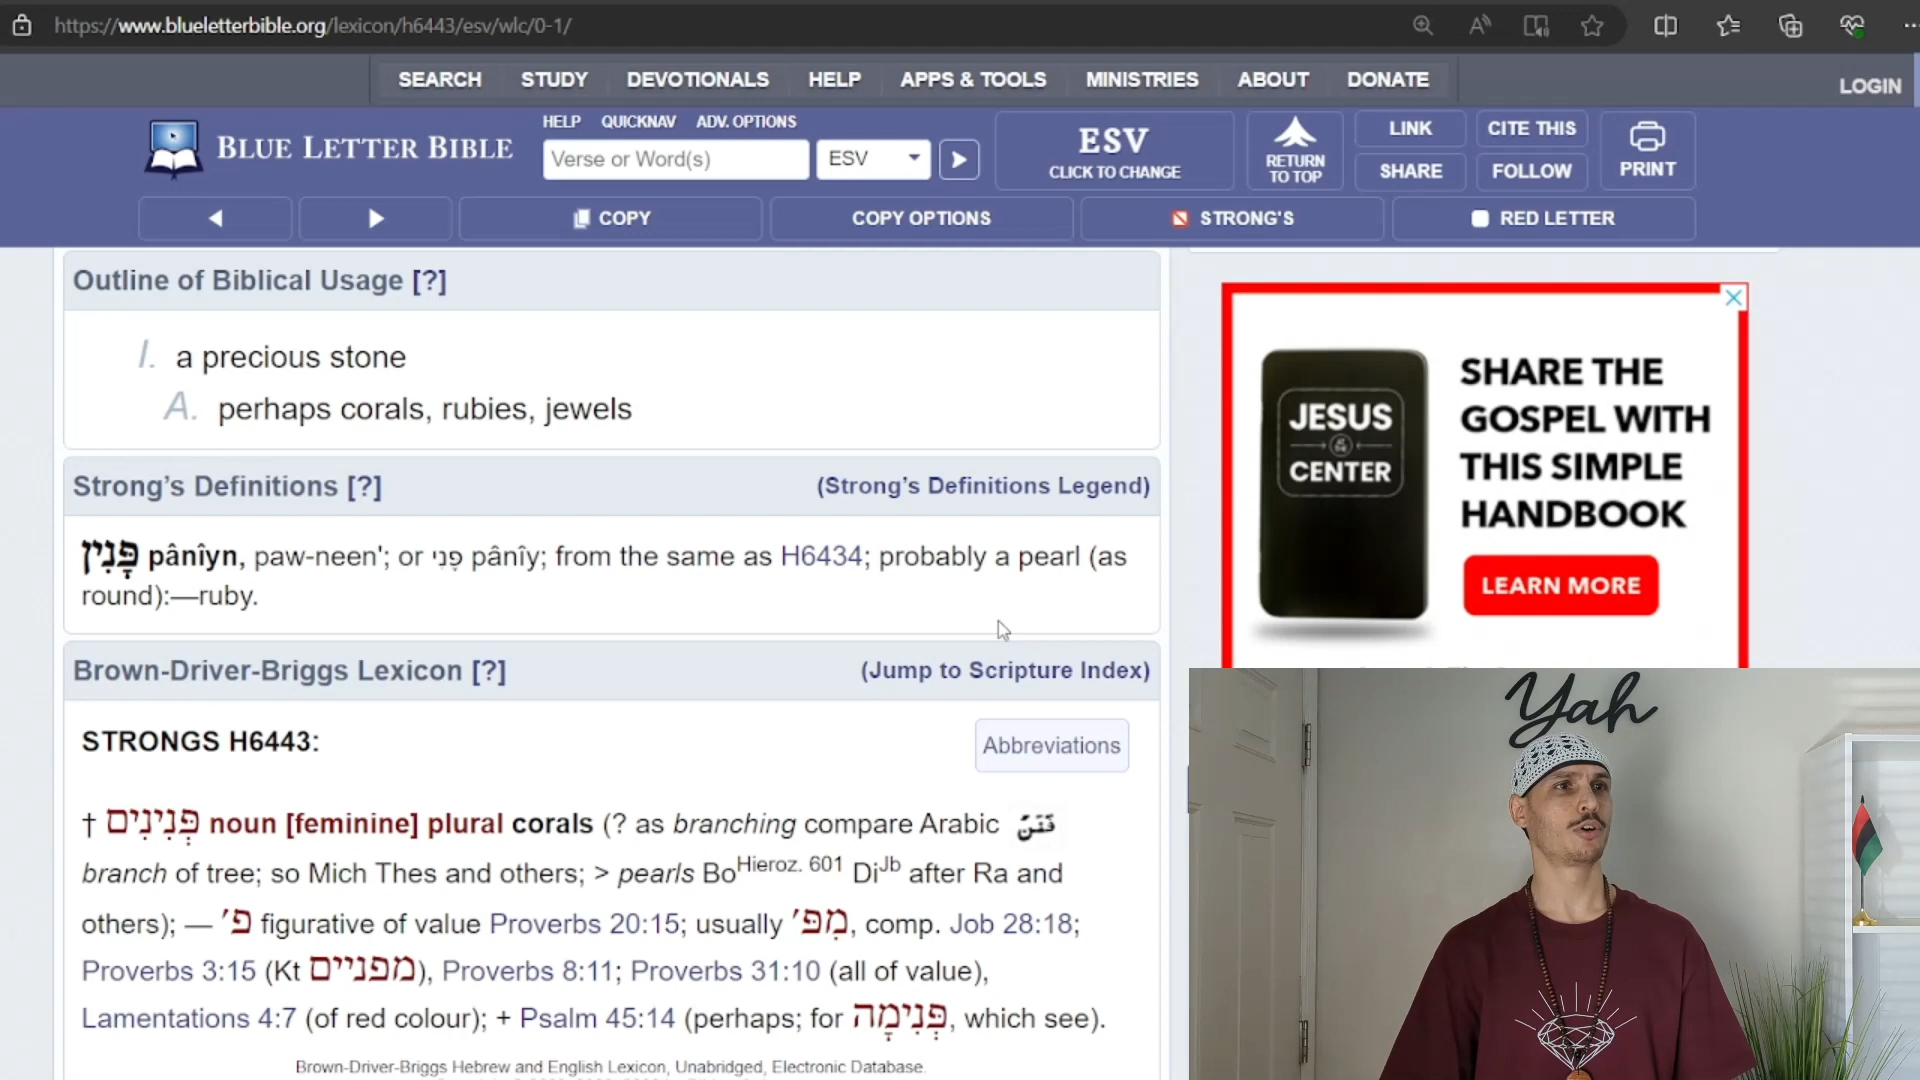 https://www.blueletterbible.org/lexicon/h6443/esv/wlc/0-1/
SEARCH STUDY DEVOTIONALS HELP APPS & TOOLS MINISTRIES ABOUT DONATE
LOGIN
BLUE LETTER BIBLE
HELP QUICKNAV ADV. OPTIONS
Verse or Word(s) ESV
ESV
CLICK TO CHANGE
RETURN
TO TOP
LINK CITE THIS
SHARE FOLLOW
PRINT
COPY COPY OPTIONS STRONG'S RED LETTER
Outline of Biblical Usage [?]
I. a precious stone
A. perhaps corals, rubies, jewels
Strong's Definitions [?] (Strong's Definitions Legend)
פָּנִין pânîyn, paw-neen'; or פָּנִי pânîy; from the same as H6434; probably a pearl (as
round):—ruby.
Brown-Driver-Briggs Lexicon [?] (Jump to Scripture Index)
STRONGS H6443:
Abbreviations
† פְּנִינִים noun [feminine] plural corals (? as branching compare Arabic فَنَنٌ
branch of tree; so Mich Thes and others; > pearls Bo Hieroz. 601 Di Jb after Ra and
others); — פ׳ figurative of value Proverbs 20:15; usually מִפּ׳, comp. Job 28:18;
Proverbs 3:15 (Kt מפניים), Proverbs 8:11; Proverbs 31:10 (all of value),
Lamentations 4:7 (of red colour); + Psalm 45:14 (perhaps; for פְּנִימָה, which see).
Brown-Driver-Briggs Hebrew and English Lexicon, Unabridged, Electronic Database.
JESUS
AT THE
CENTER
SHARE THE
GOSPEL WITH
THIS SIMPLE
HANDBOOK
LEARN MORE
Yah